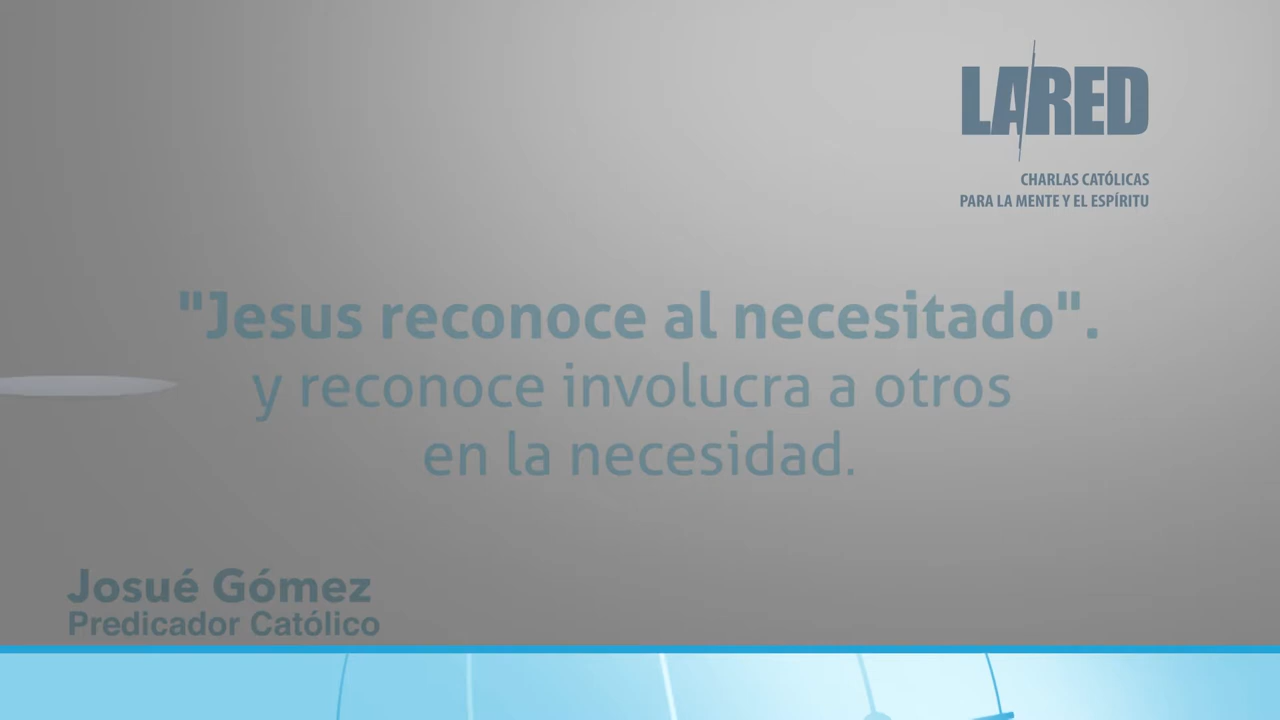 LARED
CHARLAS CATÓLICAS
PARA LA MENTE Y EL ESPÍRITU
"Jesus reconoce al necesitado".
y reconoce involucra a otros
en la necesidad.
Josué Gómez
Predicador Católico